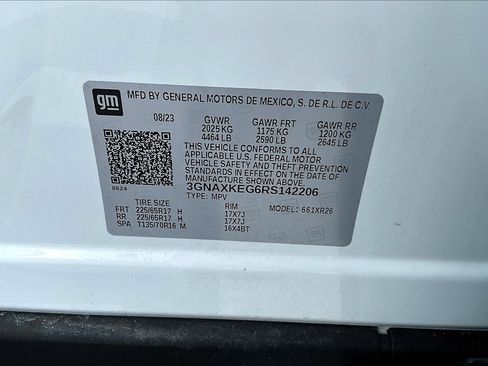 gm
MFD BY GENERAL MOTORS DE MEXICO, S. DE R.L. DE C.V.
08/23 GVWR GAWR FRT GAWR RR
2025 KG 1175 KG 1200 KG
4464 LB 2590 LB 2645 LB
THIS VEHICLE CONFORMS TO ALL
APPLICABLE U.S. FEDERAL MOTOR
VEHICLE SAFETY AND THEFT
PREVENTION STANDARDS IN EFFECT
ON THE DATE OF MANUFACTURE
SHOWN ABOVE.
8624 3GNAXKEG6RS142206
TYPE: MPV MODEL: 661XR26
TIRE SIZE RIM
FRT 225/65R17 H 17X7J
RR 225/65R17 H 17X7J
SPA T135/70R16 M 16X4BT